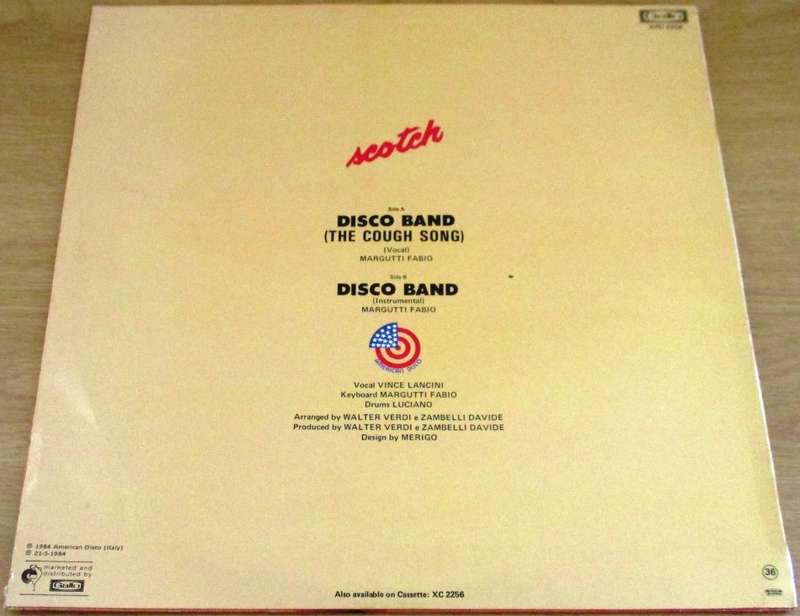 Gallo
scotch
Side A
DISCO BAND
(THE COUGH SONG)
(Vocal)
MARGUTTI FABIO
Side B
DISCO BAND
(Instrumental)
MARGUTTI FABIO
AMERICAN DISCO
Vocal VINCE LANCINI
Keyboard MARGUTTI FABIO
Drums LUCIANO
Arranged by WALTER VERDI e ZAMBELLI DAVIDE
Produced by WALTER VERDI e ZAMBELLI DAVIDE
Design by MERIGO
© 1984 American Disco (Italy)
℗ 21-5-1984
marketed and
distributed by
Gallo
Also available on Cassette: XC 2256
36